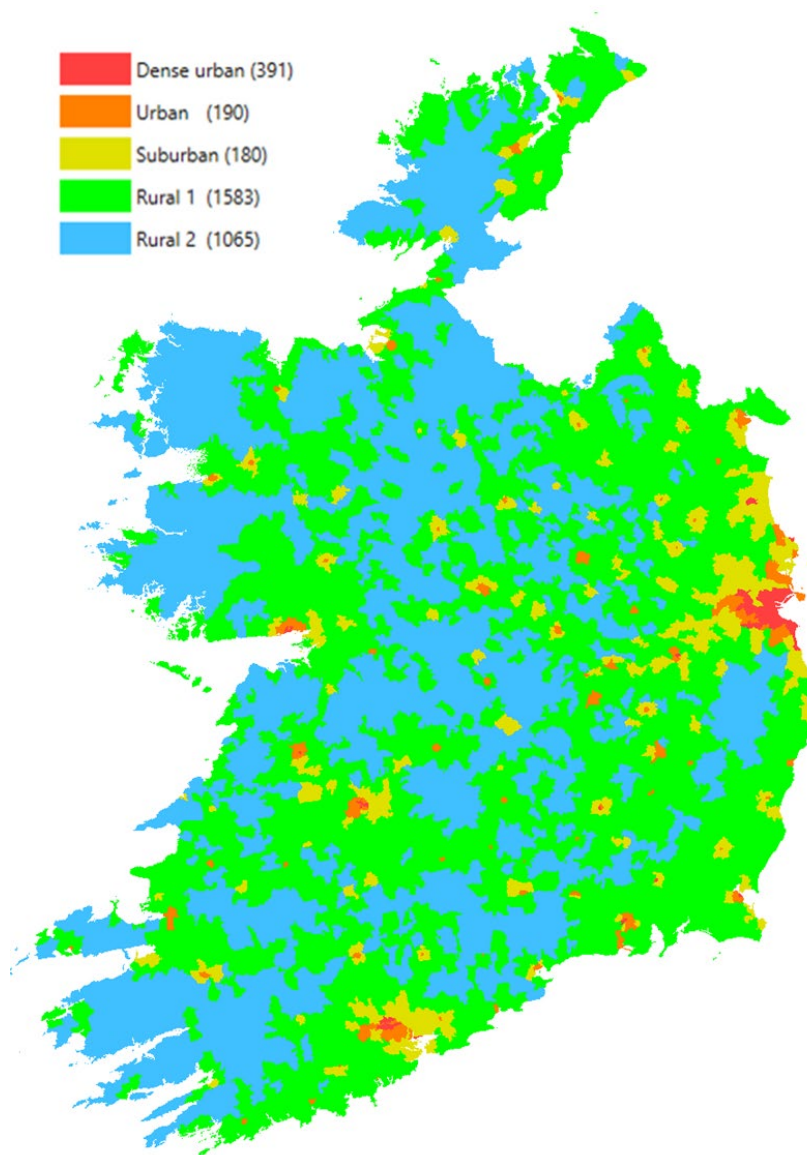 Dense urban (391)
Urban (190)
Suburban (180)
Rural 1 (1583)
Rural 2 (1065)